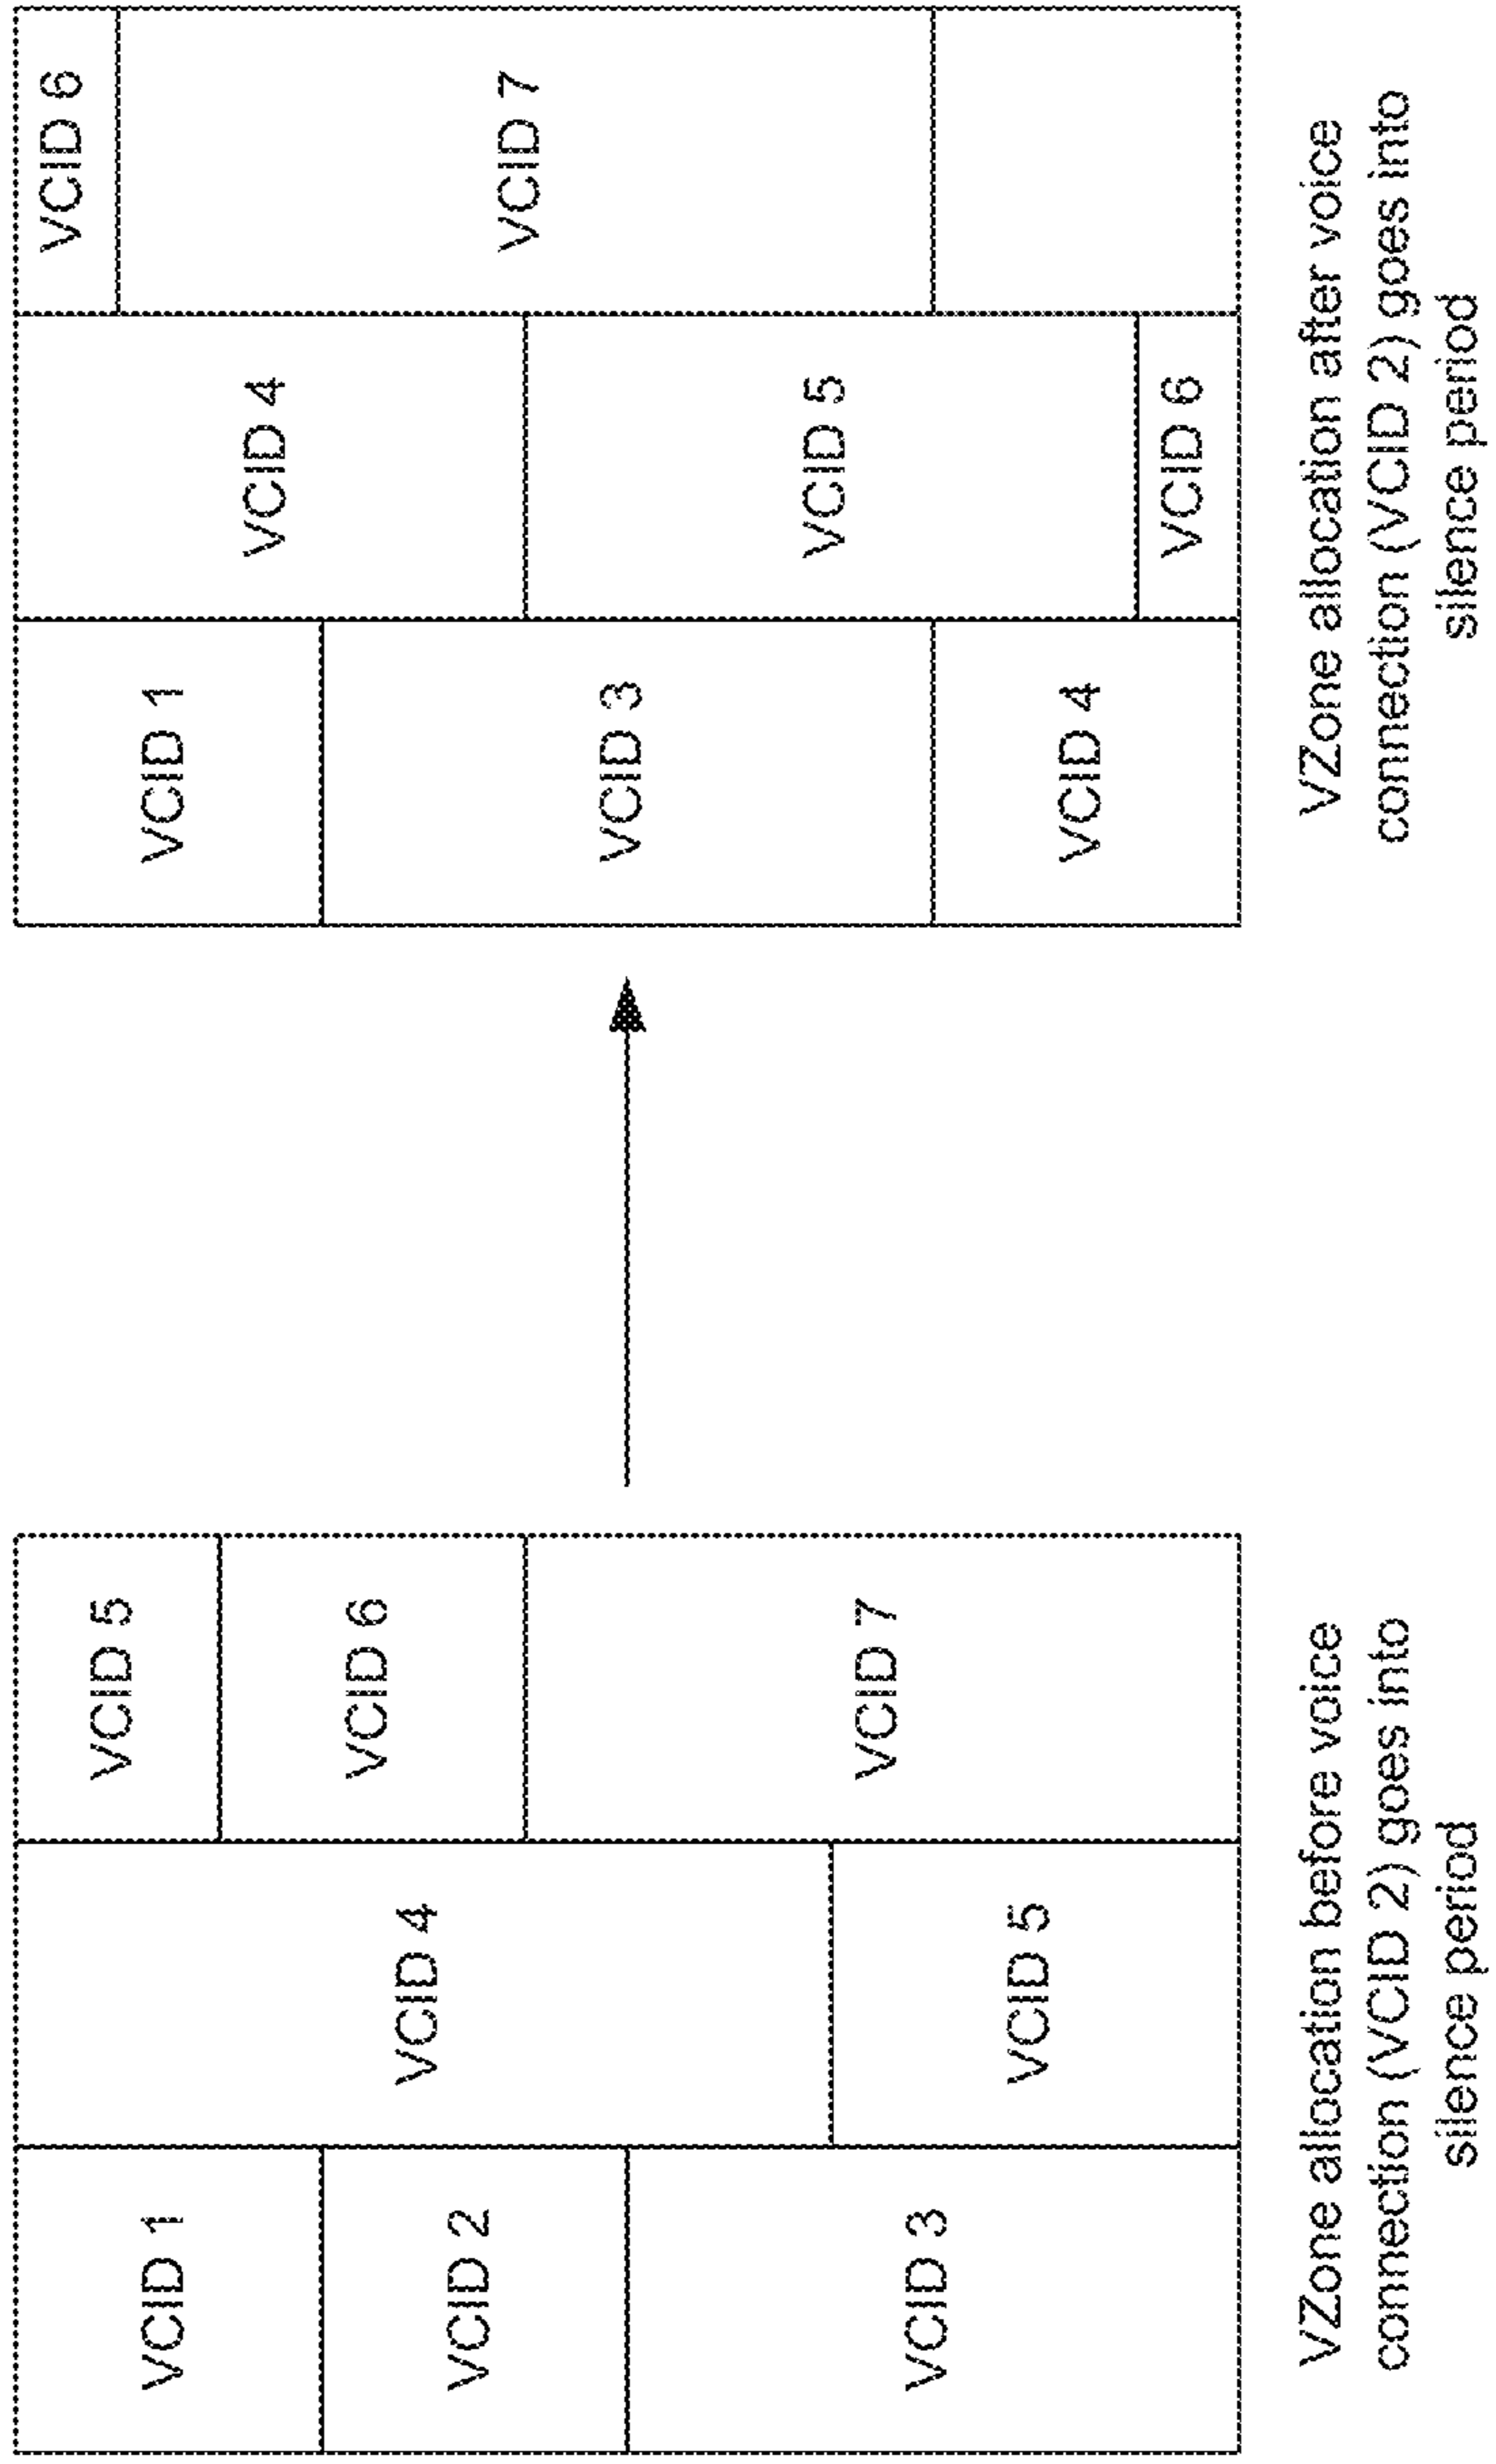 VCID 1
VCID 2
VCID 3
VCID 4
VCID 5
VCID 5
VCID 6
VCID 7
VZone allocation before voice
connection (VCID 2) goes into
silence period
VCID 1
VCID 3
VCID 4
VCID 4
VCID 5
VCID 6
VCID 6
VCID 7
VZone allocation after voice
connection (VCID 2) goes into
silence period